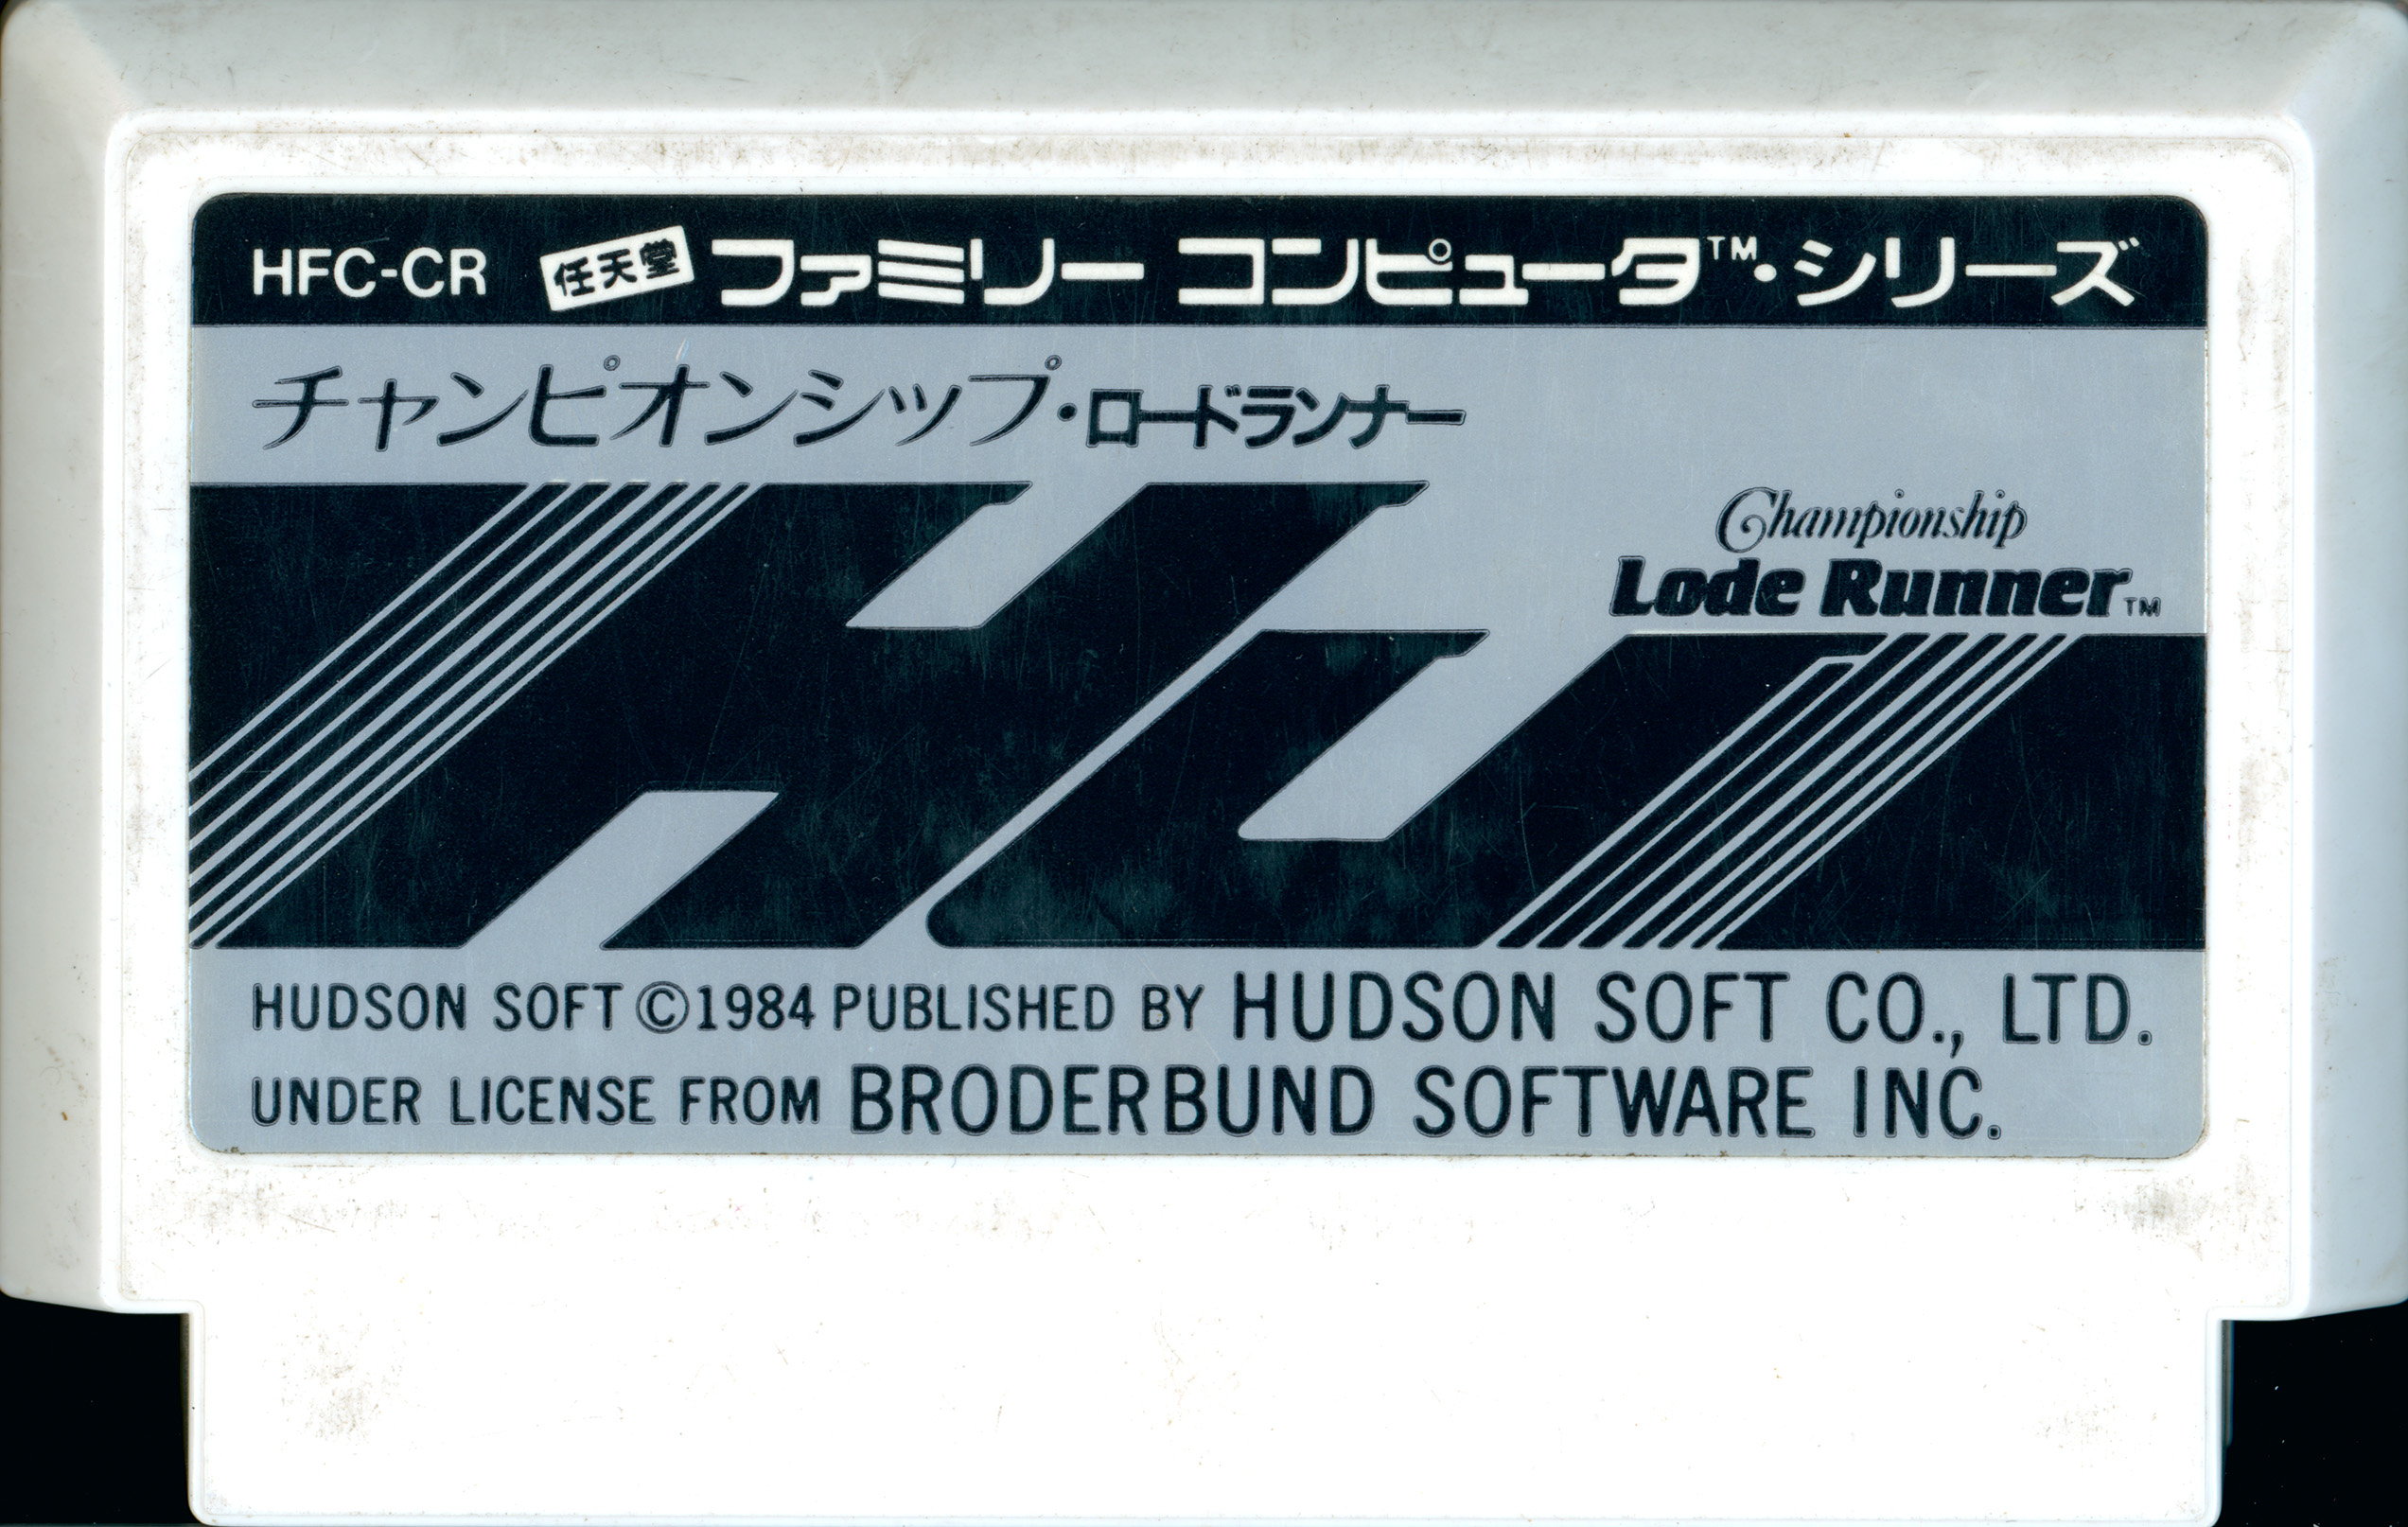 HFC-CR 任天堂 ファミリー コンピュータ™・シリーズ
チャンピオンシップ・ロードランナー
Championship
Lode Runner™
HUDSON SOFT ©1984 PUBLISHED BY HUDSON SOFT CO., LTD.
UNDER LICENSE FROM BRODERBUND SOFTWARE INC.